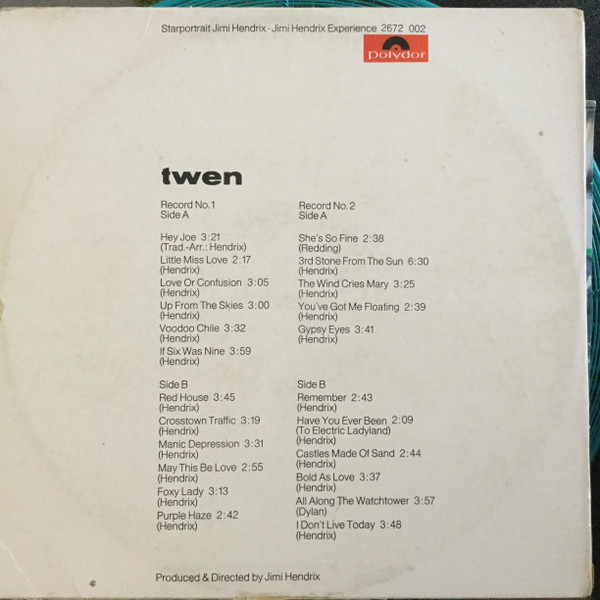 Starportrait Jimi Hendrix · Jimi Hendrix Experience 2672 002
polydor
twen
Record No. 1
Side A
Hey Joe 3:21
(Trad.-Arr.: Hendrix)
Little Miss Love 2:17
(Hendrix)
Love Or Confusion 3:05
(Hendrix)
Up From The Skies 3:00
(Hendrix)
Voodoo Chile 3:32
(Hendrix)
If Six Was Nine 3:59
(Hendrix)
Side B
Red House 3:45
(Hendrix)
Crosstown Traffic 3:19
(Hendrix)
Manic Depression 3:31
(Hendrix)
May This Be Love 2:55
(Hendrix)
Foxy Lady 3:13
(Hendrix)
Purple Haze 2:42
(Hendrix)
Record No. 2
Side A
She's So Fine 2:38
(Redding)
3rd Stone From The Sun 6:30
(Hendrix)
The Wind Cries Mary 3:25
(Hendrix)
You've Got Me Floating 2:39
(Hendrix)
Gypsy Eyes 3:41
(Hendrix)
Side B
Remember 2:43
(Hendrix)
Have You Ever Been 2:09
(To Electric Ladyland)
Castles Made Of Sand 2:44
(Hendrix)
Bold As Love 3:37
(Hendrix)
All Along The Watchtower 3:57
(Dylan)
I Don't Live Today 3:48
(Hendrix)
Produced & Directed by Jimi Hendrix